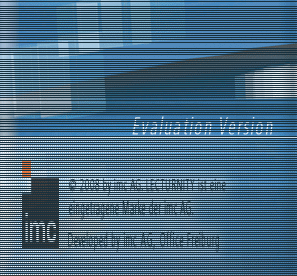 Evaluation Version
© 2008 by imc AG. LECTURNITY ist eine
eingetragene Marke der imc AG.
imc
Developed by imc AG, Office Freiburg